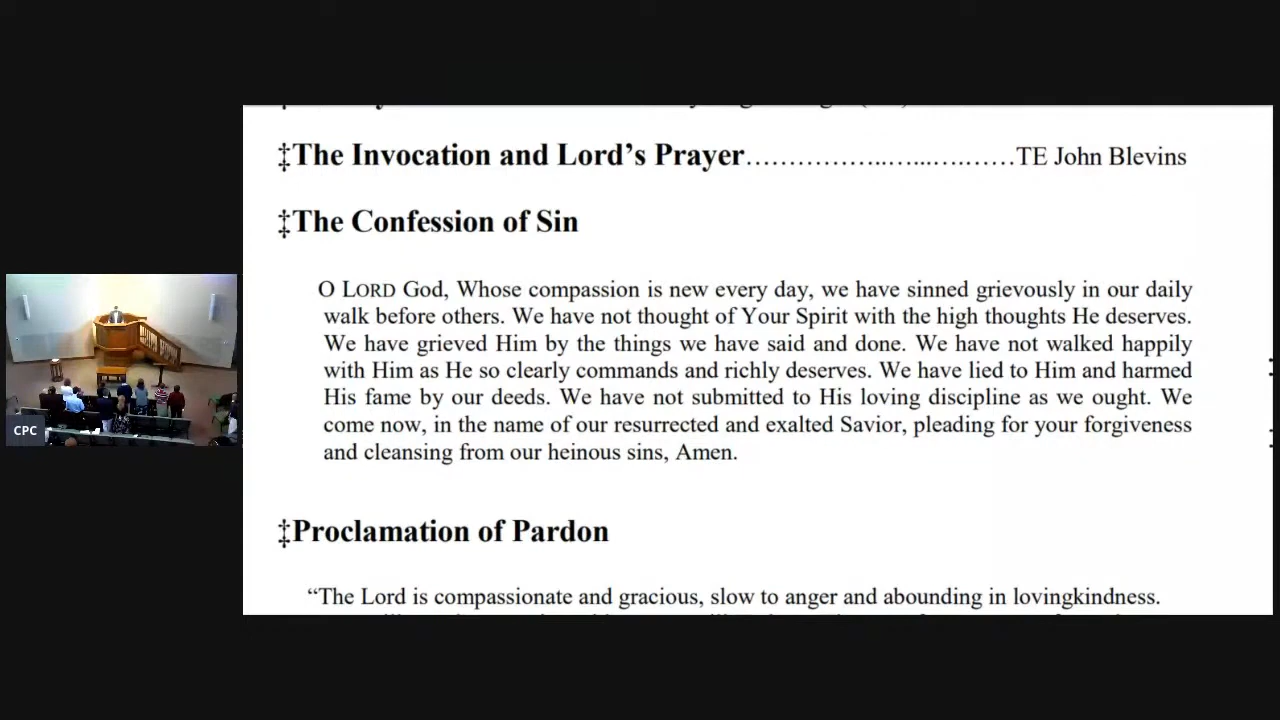 ‡The Invocation and Lord’s Prayer……………..…...….……TE John Blevins
‡The Confession of Sin
O LORD God, Whose compassion is new every day, we have sinned grievously in our daily
walk before others. We have not thought of Your Spirit with the high thoughts He deserves.
We have grieved Him by the things we have said and done. We have not walked happily
with Him as He so clearly commands and richly deserves. We have lied to Him and harmed
His fame by our deeds. We have not submitted to His loving discipline as we ought. We
come now, in the name of our resurrected and exalted Savior, pleading for your forgiveness
and cleansing from our heinous sins, Amen.
‡Proclamation of Pardon
“The Lord is compassionate and gracious, slow to anger and abounding in lovingkindness.
CPC